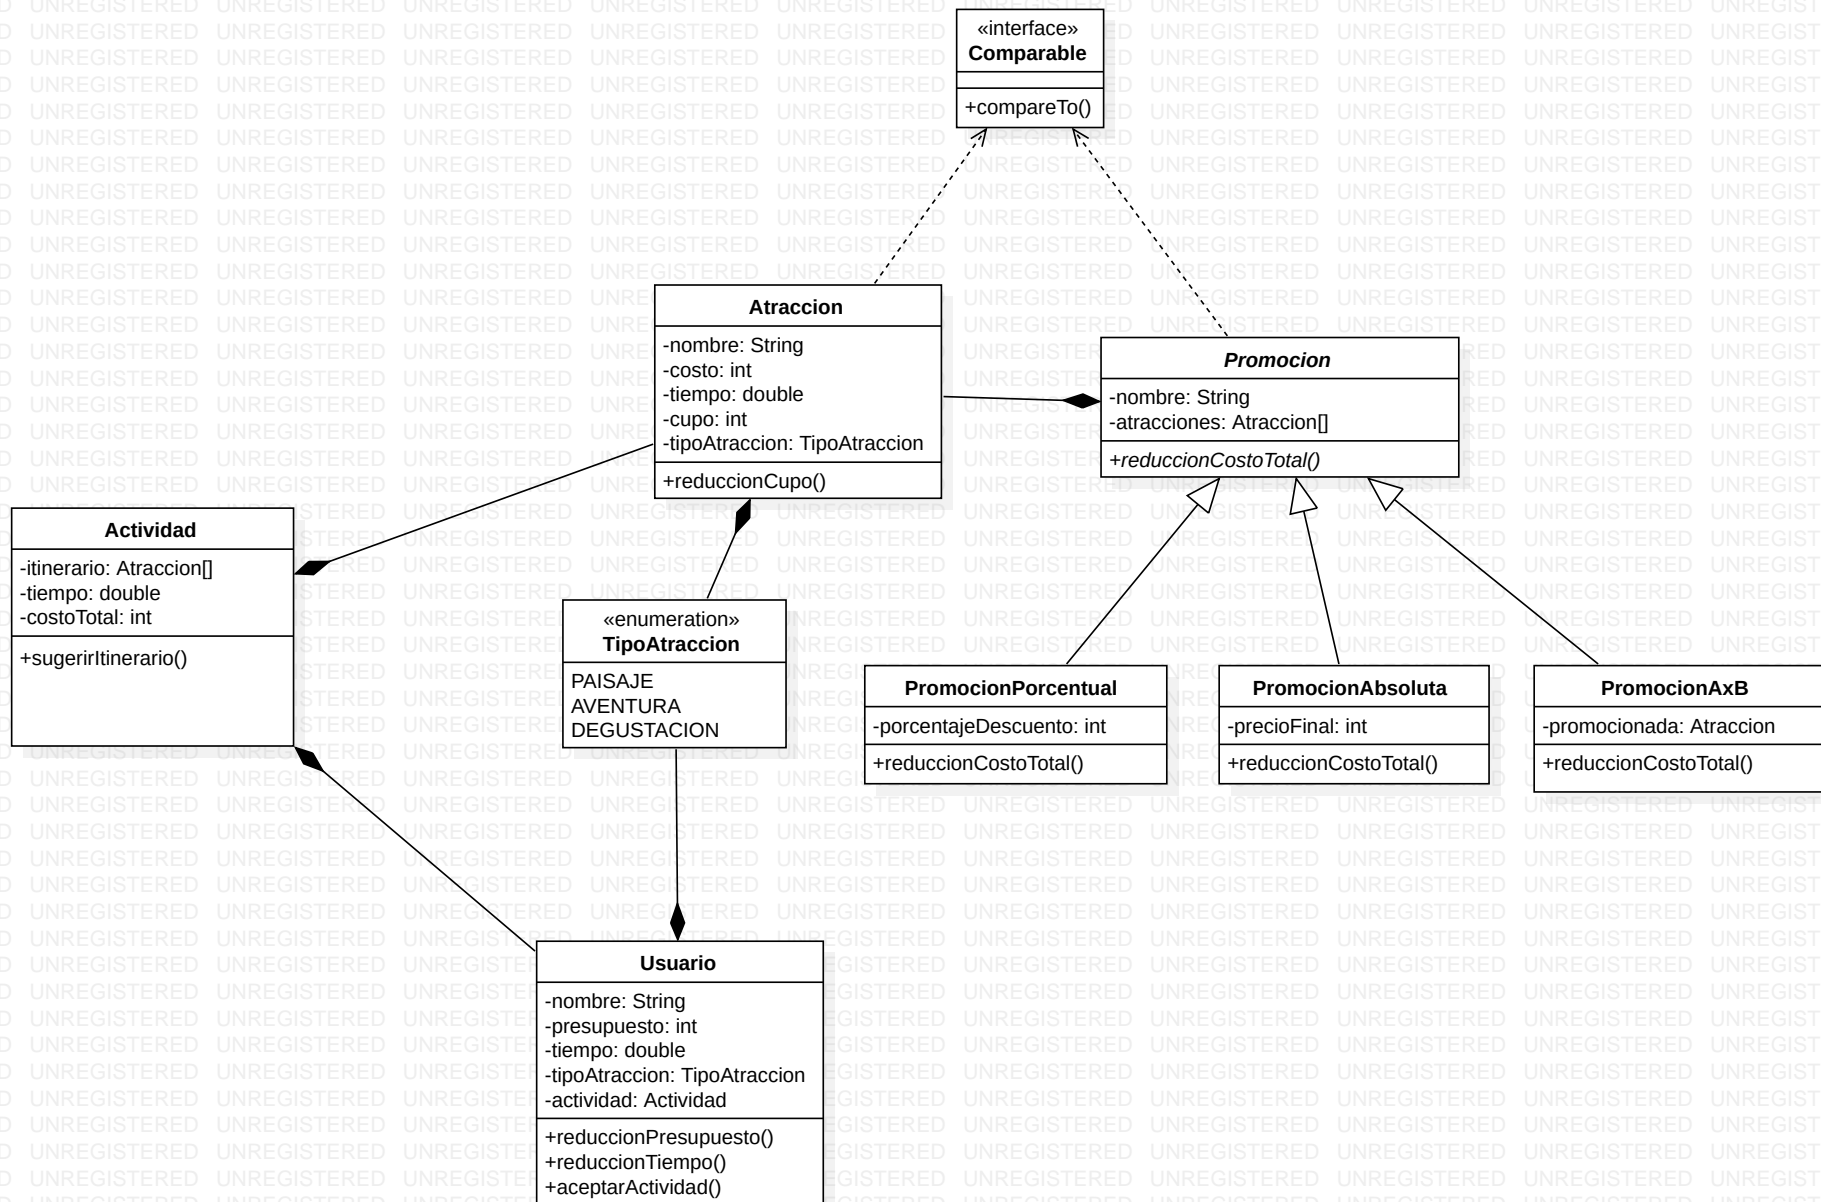 «interface»
Comparable
+compareTo()
Atraccion
-nombre: String
-costo: int
-tiempo: double
-cupo: int
-tipoAtraccion: TipoAtraccion
+reduccionCupo()
Promocion
-nombre: String
-atracciones: Atraccion[]
+reduccionCostoTotal()
Actividad
-itinerario: Atraccion[]
-tiempo: double
-costoTotal: int
+sugerirItinerario()
«enumeration»
TipoAtraccion
PAISAJE
AVENTURA
DEGUSTACION
PromocionPorcentual
-porcentajeDescuento: int
+reduccionCostoTotal()
PromocionAbsoluta
-precioFinal: int
+reduccionCostoTotal()
PromocionAxB
-promocionada: Atraccion
+reduccionCostoTotal()
Usuario
-nombre: String
-presupuesto: int
-tiempo: double
-tipoAtraccion: TipoAtraccion
-actividad: Actividad
+reduccionPresupuesto()
+reduccionTiempo()
+aceptarActividad()
UNREGISTERED